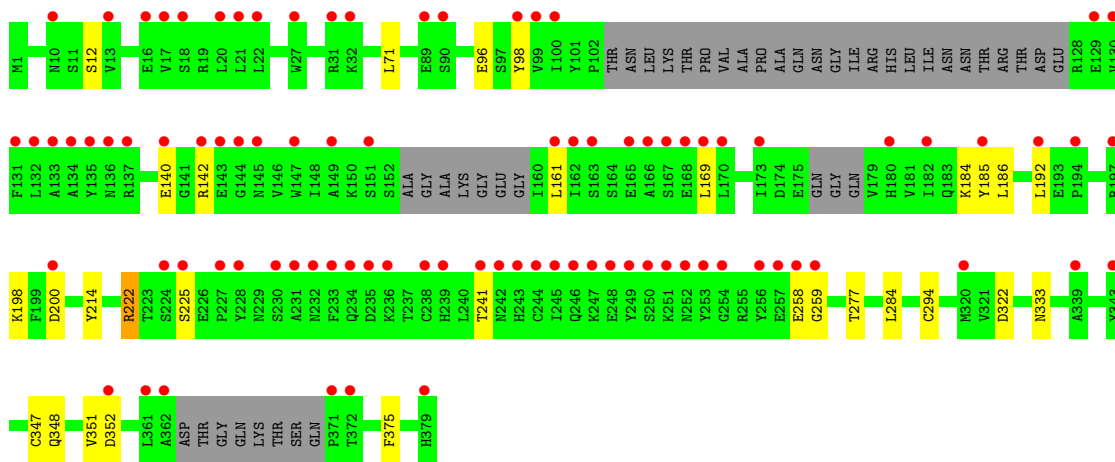 M1 N10 S11 S12 V13 E16 V17 S18 R19 L20 L21 L22 W27 R31 K32 L71 E89 S90 E96 S97 Y98 V99 I100 Y101 P102 THR ASN LEU LYS THR PRO VAL ALA PRO ALA GLN ASN GLY ILE ARG HIS LEU ILE ASN ASN THR ARG THR ASP GLU R128 E129 V130
F131 L132 A133 A134 Y135 N136 R137 E140 G141 R142 E143 G144 N145 V146 W147 I148 A149 K150 S151 S152 ALA GLY ALA LYS GLY GLU GLY I160 L161 I162 S163 S164 E165 A166 S167 E168 L169 L170 I173 D174 E175 GLN GLY GLN V179 H180 V181 I182 Q183 K184 Y185 L186 L192 E193 P194
K198 F199 D200 Y214 R222 T223 S224 S225 E226 P227 Y228 N229 S230 A231 N232 F233 Q234 D235 K236 T237 C238 H239 L240 T241 N242 H243 C244 I245 Q246 K247 E248 Y249 S250 K251 N252 Y253 G254 R255 Y256 E257 E258 G259 T277 L284 C294 M320 V321 D322 N333 A339
C347 Q348 V351 D352 L361 A362 ASP THR GLY GLN LYS THR SER GLN P371 T372 F375 H379